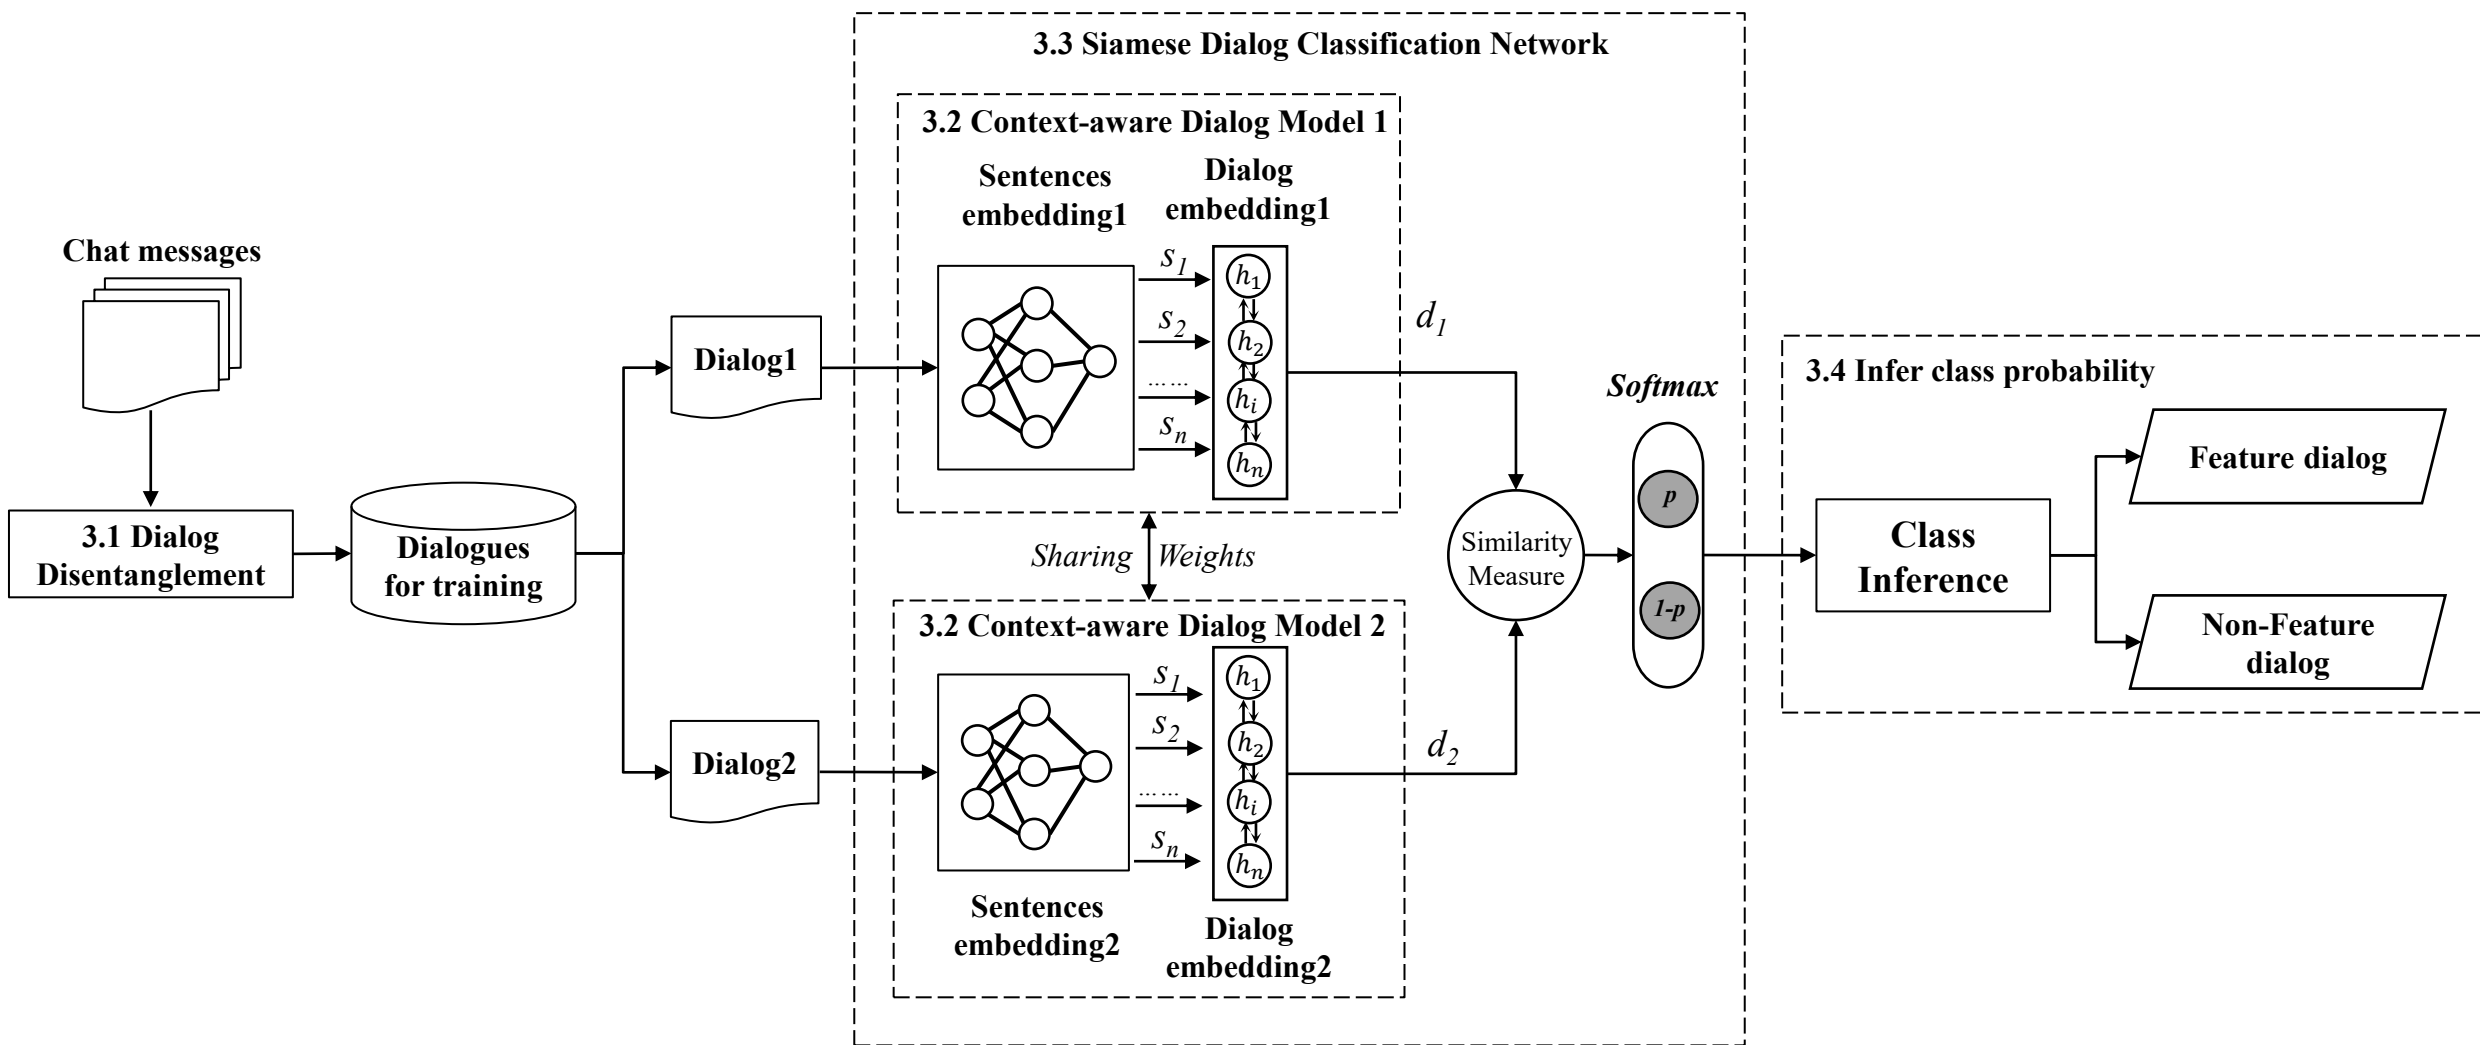 3.3 Siamese Dialog Classification Network
3.2 Context-aware Dialog Model 1
Sentences
embedding1
Dialog
embedding1
Chat messages
s1
s2
......
sn
h1
h2
hi
hn
d1
Dialog1
3.4 Infer class probability
Softmax
p
1-p
Feature dialog
3.1 Dialog
Disentanglement
Dialogues
for training
Sharing Weights
Similarity
Measure
Class
Inference
Non-Feature
dialog
3.2 Context-aware Dialog Model 2
s1
s2
......
sn
h1
h2
hi
hn
d2
Dialog2
Sentences
embedding2
Dialog
embedding2